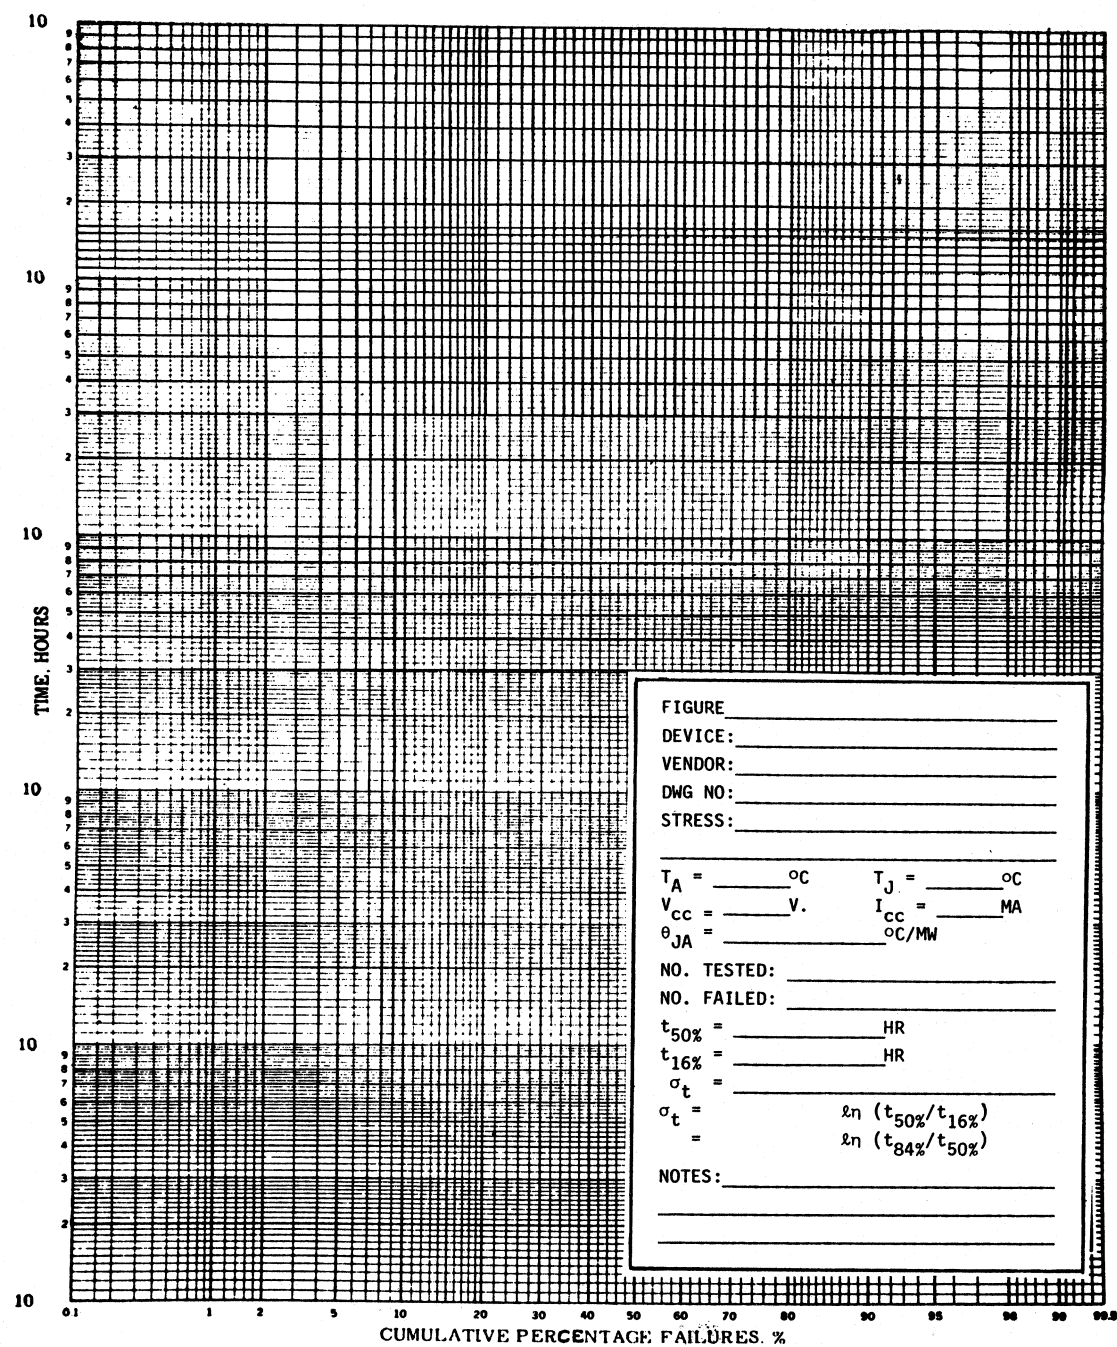 10
9
8
7
6
5
4
3
2
10
9
8
7
6
5
4
3
2
10
9
8
7
6
5
4
3
2
10
9
8
7
6
5
4
3
2
10
9
8
7
6
5
4
3
2
10
TIME, HOURS
FIGURE
DEVICE:
VENDOR:
DWG NO:
STRESS:
T_A = °C T_J = °C
V_CC = V. I_CC = MA
θ_JA = °C/MW
NO. TESTED:
NO. FAILED:
t_50% = HR
t_16% = HR
σ_t =
σ_t = ℓη (t_50%/t_16%)
= ℓη (t_84%/t_50%)
NOTES:
0.1 1 2 5 10 20 30 40 50 60 70 80 90 95 98 99 99.8
CUMULATIVE PERCENTAGE FAILURES. %